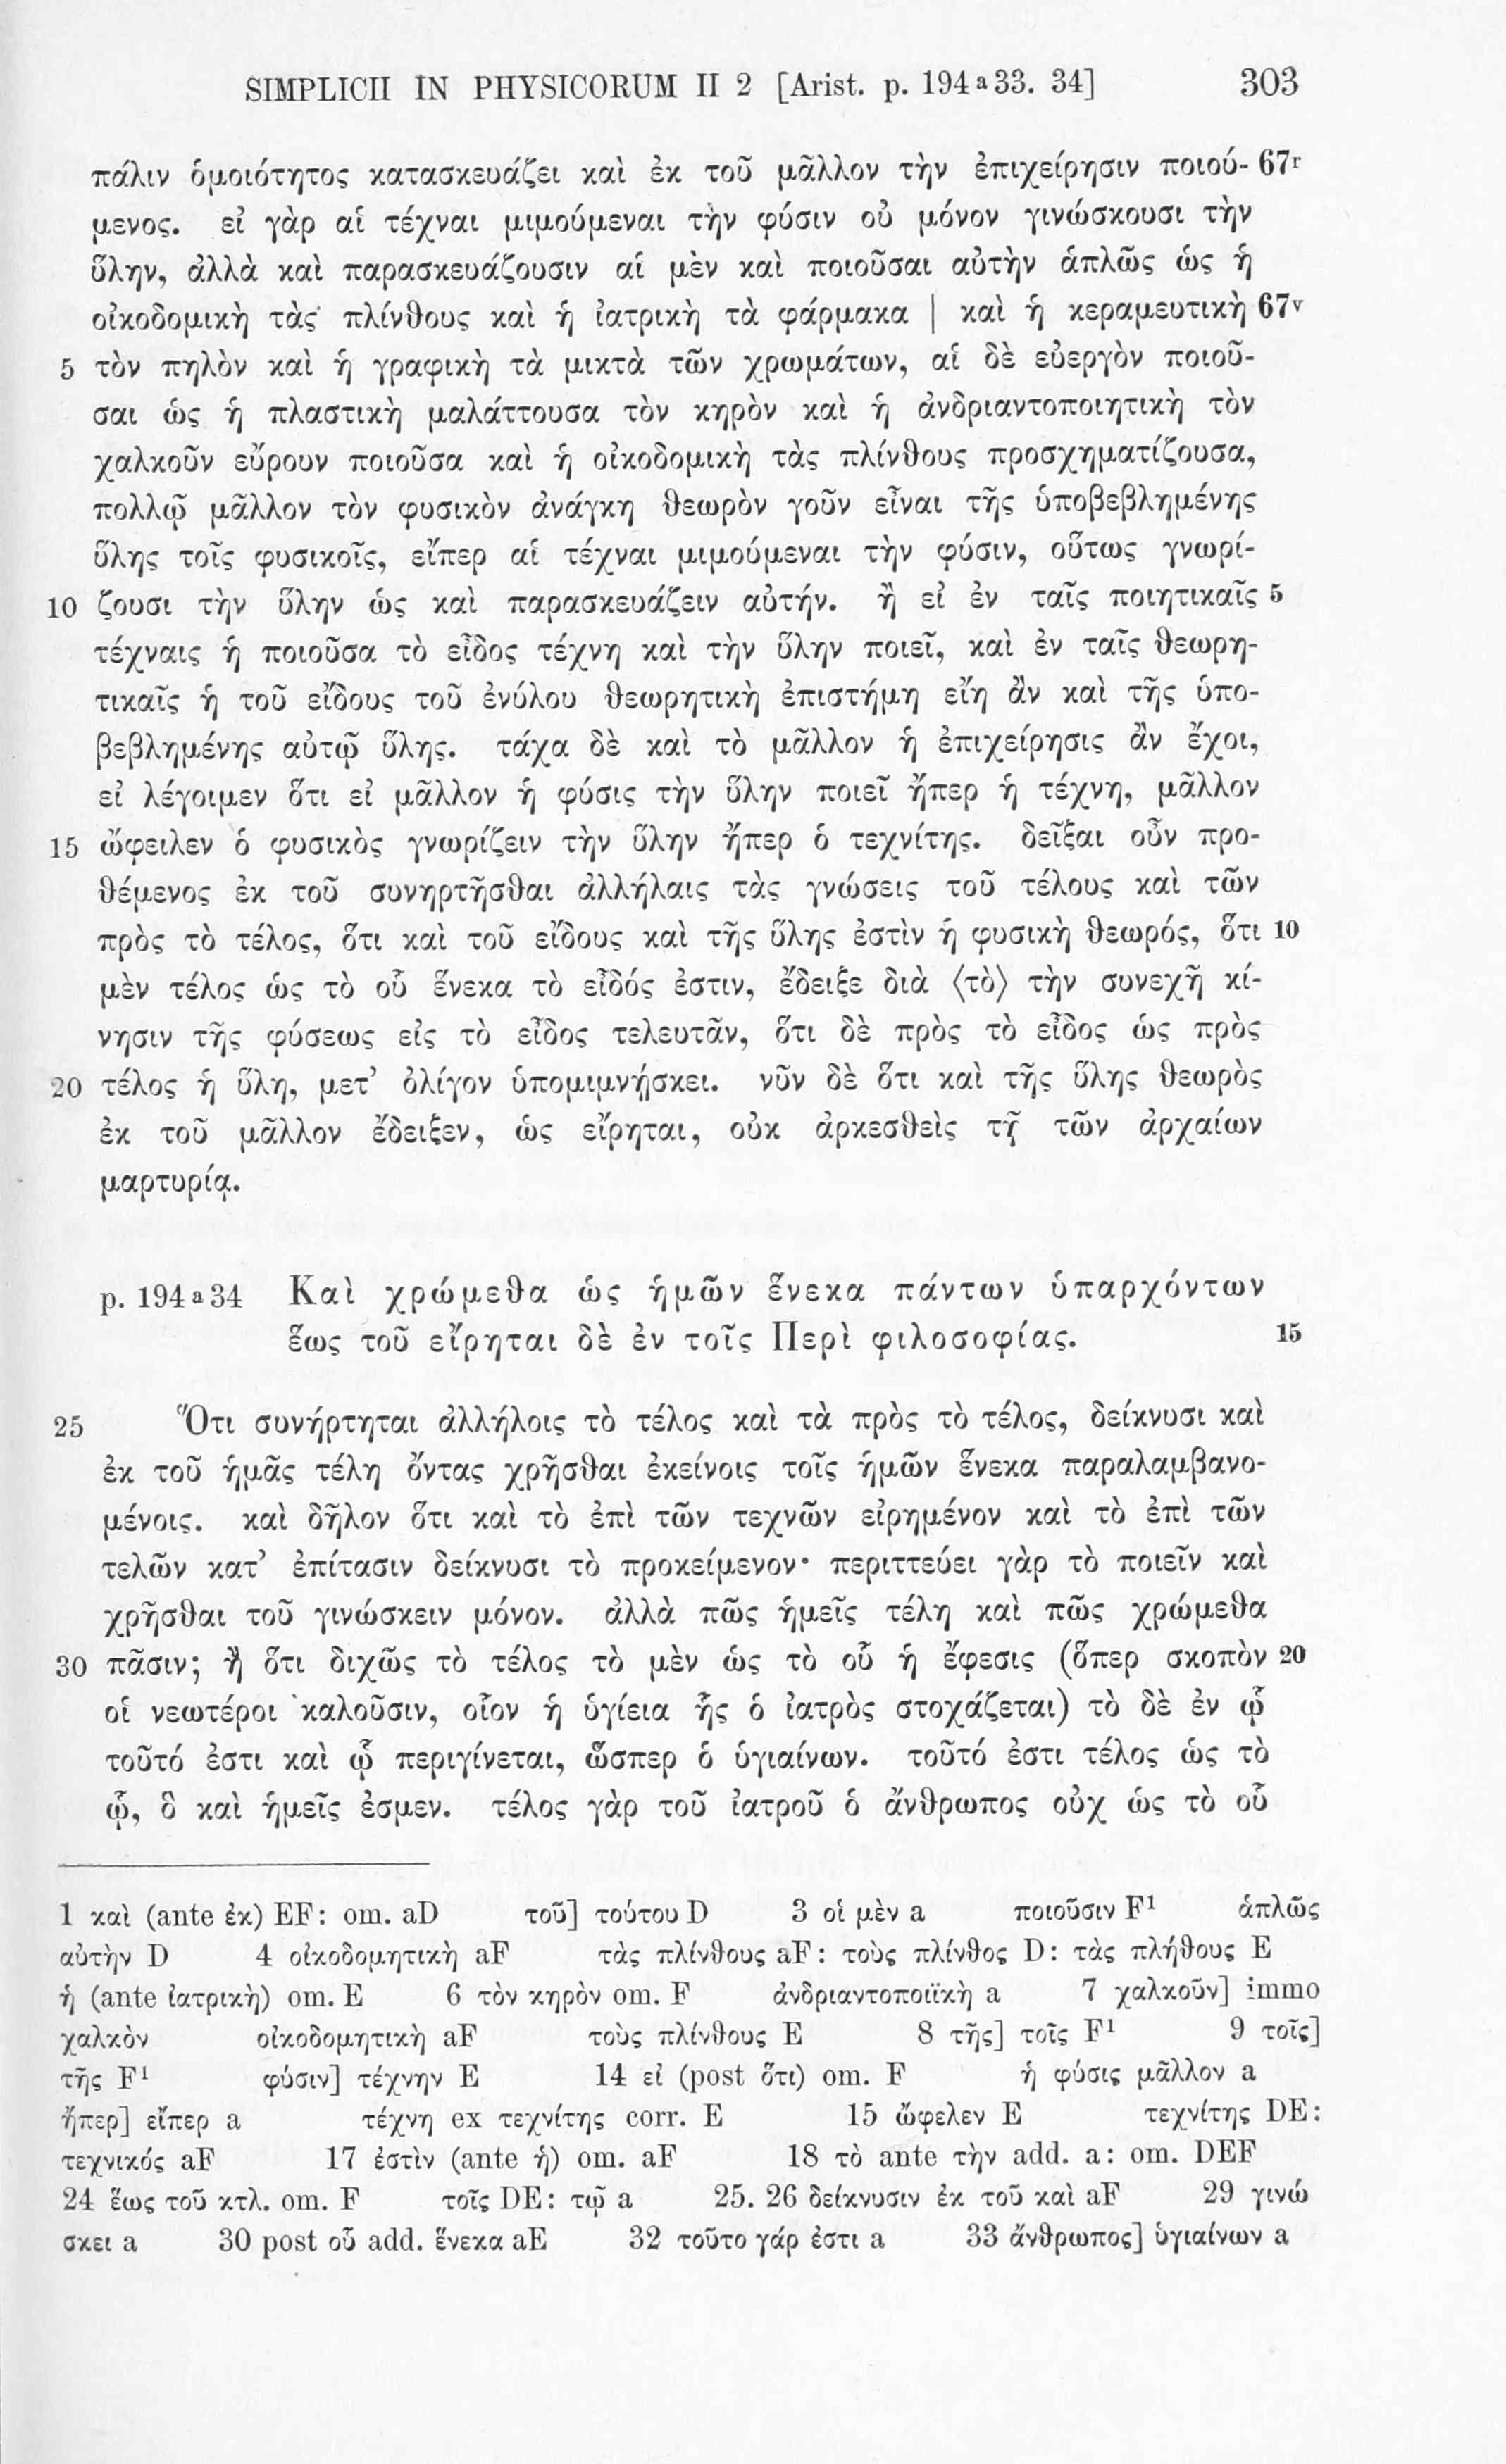 SIMPLICII IN PHYSICORUM II 2 [Arist. p. 194 a 33. 34] 303
πάλιν ὁμοιότητος κατασκευάζει καὶ ἐκ τοῦ μᾶλλον τὴν ἐπιχείρησιν ποιού- 67r
μενος. εἰ γὰρ αἱ τέχναι μιμούμεναι τὴν φύσιν οὐ μόνον γινώσκουσι τὴν
ὕλην, ἀλλὰ καὶ παρασκευάζουσιν αἱ μὲν καὶ ποιοῦσαι αὐτὴν ἁπλῶς ὡς ἡ
οἰκοδομικὴ τὰς πλίνθους καὶ ἡ ἰατρικὴ τὰ φάρμακα | καὶ ἡ κεραμευτικὴ 67v
5 τὸν πηλὸν καὶ ἡ γραφικὴ τὰ μικτὰ τῶν χρωμάτων, αἱ δὲ εὐεργὸν ποιοῦ-
σαι ὡς ἡ πλαστικὴ μαλάττουσα τὸν κηρὸν καὶ ἡ ἀνδριαντοποιητικὴ τὸν
χαλκοῦν εὔρουν ποιοῦσα καὶ ἡ οἰκοδομικὴ τὰς πλίνθους προσχηματίζουσα,
πολλῷ μᾶλλον τὸν φυσικὸν ἀνάγκη θεωρὸν γοῦν εἶναι τῆς ὑποβεβλημένης
ὕλης τοῖς φυσικοῖς, εἴπερ αἱ τέχναι μιμούμεναι τὴν φύσιν, οὕτως γνωρί-
10 ζουσι τὴν ὕλην ὡς καὶ παρασκευάζειν αὐτήν. ἢ εἰ ἐν ταῖς ποιητικαῖς 5
τέχναις ἡ ποιοῦσα τὸ εἶδος τέχνη καὶ τὴν ὕλην ποιεῖ, καὶ ἐν ταῖς θεωρη-
τικαῖς ἡ τοῦ εἴδους τοῦ ἐνύλου θεωρητικὴ ἐπιστήμη εἴη ἂν καὶ τῆς ὑπο-
βεβλημένης αὐτῷ ὕλης. τάχα δὲ καὶ τὸ μᾶλλον ἡ ἐπιχείρησις ἂν ἔχοι,
εἰ λέγοιμεν ὅτι εἰ μᾶλλον ἡ φύσις τὴν ὕλην ποιεῖ ἤπερ ἡ τέχνη, μᾶλλον
15 ὤφειλεν ὁ φυσικὸς γνωρίζειν τὴν ὕλην ἤπερ ὁ τεχνίτης. δεῖξαι οὖν προ-
θέμενος ἐκ τοῦ συνηρτῆσθαι ἀλλήλαις τὰς γνώσεις τοῦ τέλους καὶ τῶν
πρὸς τὸ τέλος, ὅτι καὶ τοῦ εἴδους καὶ τῆς ὕλης ἐστὶν ἡ φυσικὴ θεωρός, ὅτι 10
μὲν τέλος ὡς τὸ οὗ ἕνεκα τὸ εἶδός ἐστιν, ἔδειξε διὰ ⟨τὸ⟩ τὴν συνεχῆ κί-
νησιν τῆς φύσεως εἰς τὸ εἶδος τελευτᾶν, ὅτι δὲ πρὸς τὸ εἶδος ὡς πρὸς
20 τέλος ἡ ὕλη, μετ’ ὀλίγον ὑπομιμνῄσκει. νῦν δὲ ὅτι καὶ τῆς ὕλης θεωρὸς
ἐκ τοῦ μᾶλλον ἔδειξεν, ὡς εἴρηται, οὐκ ἀρκεσθεὶς τῇ τῶν ἀρχαίων
μαρτυρίᾳ.
p. 194 a 34 Καὶ χρώμεθα ὡς ἡμῶν ἕνεκα πάντων ὑπαρχόντων
ἕως τοῦ εἴρηται δὲ ἐν τοῖς Περὶ φιλοσοφίας. 15
25 Ὅτι συνήρτηται ἀλλήλοις τὸ τέλος καὶ τὰ πρὸς τὸ τέλος, δείκνυσι καὶ
ἐκ τοῦ ἡμᾶς τέλη ὄντας χρῆσθαι ἐκείνοις τοῖς ἡμῶν ἕνεκα παραλαμβανο-
μένοις. καὶ δῆλον ὅτι καὶ τὸ ἐπὶ τῶν τεχνῶν εἰρημένον καὶ τὸ ἐπὶ τῶν
τελῶν κατ’ ἐπίτασιν δείκνυσι τὸ προκείμενον· περιττεύει γὰρ τὸ ποιεῖν καὶ
χρῆσθαι τοῦ γινώσκειν μόνον. ἀλλὰ πῶς ἡμεῖς τέλη καὶ πῶς χρώμεθα
30 πᾶσιν; ἢ ὅτι διχῶς τὸ τέλος τὸ μὲν ὡς τὸ οὗ ἡ ἔφεσις (ὅπερ σκοπὸν 20
οἱ νεωτέροι καλοῦσιν, οἷον ἡ ὑγίεια ἧς ὁ ἰατρὸς στοχάζεται) τὸ δὲ ἐν ᾧ
τοῦτό ἐστι καὶ ᾧ περιγίνεται, ὥσπερ ὁ ὑγιαίνων. τοῦτό ἐστι τέλος ὡς τὸ
ᾧ, ὃ καὶ ἡμεῖς ἐσμεν. τέλος γὰρ τοῦ ἰατροῦ ὁ ἄνθρωπος οὐχ ὡς τὸ οὗ
1 καὶ (ante ἐκ) EF: om. aD τοῦ] τούτου D 3 οἱ μὲν a ποιοῦσιν F¹ ἁπλῶς
αὐτὴν D 4 οἰκοδομητικὴ aF τὰς πλίνθους aF: τοὺς πλίνθος D: τὰς πλήθους E
ἡ (ante ἰατρικὴ) om. E 6 τὸν κηρὸν om. F ἀνδριαντοποιϊκὴ a 7 χαλκοῦν] immo
χαλκὸν οἰκοδομητικὴ aF τοὺς πλίνθους E 8 τῆς] τοῖς F¹ 9 τοῖς]
τῆς F¹ φύσιν] τέχνην E 14 εἰ (post ὅτι) om. F ἡ φύσις μᾶλλον a
ἤπερ] εἴπερ a τέχνη ex τεχνίτης corr. E 15 ὤφελεν E τεχνίτης DE:
τεχνικός aF 17 ἐστὶν (ante ἡ) om. aF 18 τὸ ante τὴν add. a: om. DEF
24 ἕως τοῦ κτλ. om. F τοῖς DE: τῷ a 25. 26 δείκνυσιν ἐκ τοῦ καὶ aF 29 γινώ
σκει a 30 post οὗ add. ἕνεκα aE 32 τοῦτο γάρ ἐστι a 33 ἄνθρωπος] ὑγιαίνων a